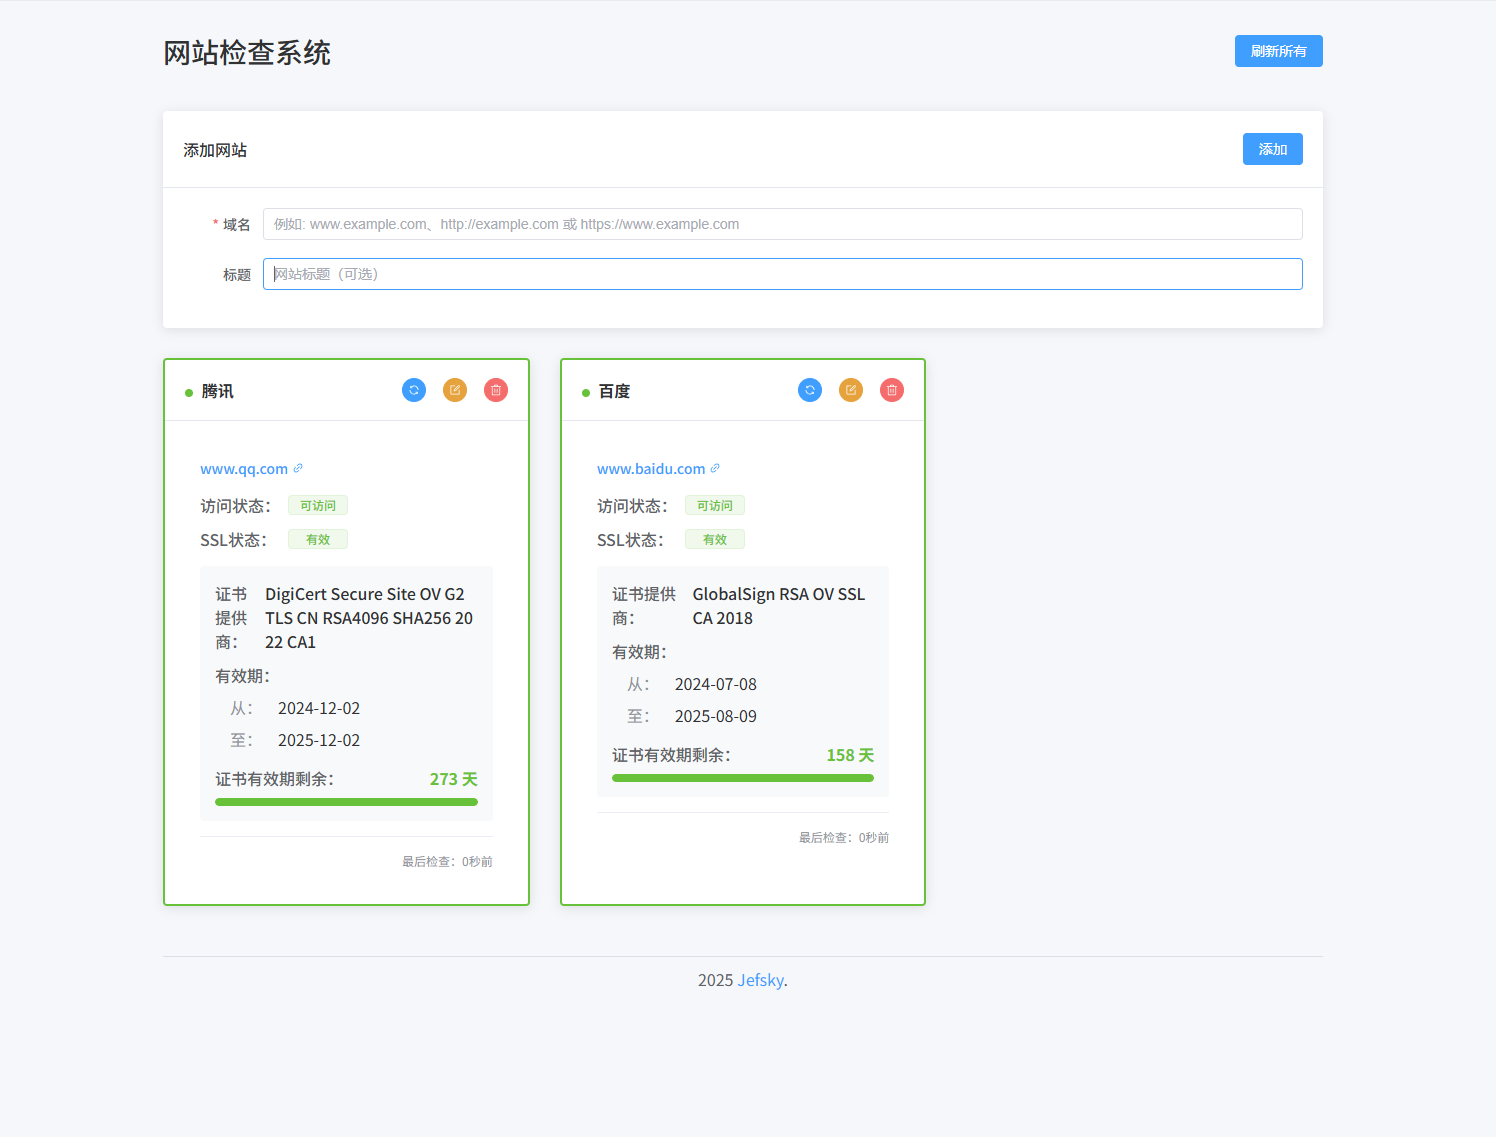 网站检查系统
刷新所有
添加网站
添加
* 域名
例如: www.example.com、http://example.com 或 https://www.example.com
标题
网站标题（可选）
腾讯
www.qq.com
访问状态：
可访问
SSL状态：
有效
证书提供商：
DigiCert Secure Site OV G2
TLS CN RSA4096 SHA256 20
22 CA1
有效期：
从：
2024-12-02
至：
2025-12-02
证书有效期剩余：
273 天
最后检查：0秒前
百度
www.baidu.com
访问状态：
可访问
SSL状态：
有效
证书提供商：
GlobalSign RSA OV SSL
CA 2018
有效期：
从：
2024-07-08
至：
2025-08-09
证书有效期剩余：
158 天
最后检查：0秒前
2025 Jefsky.